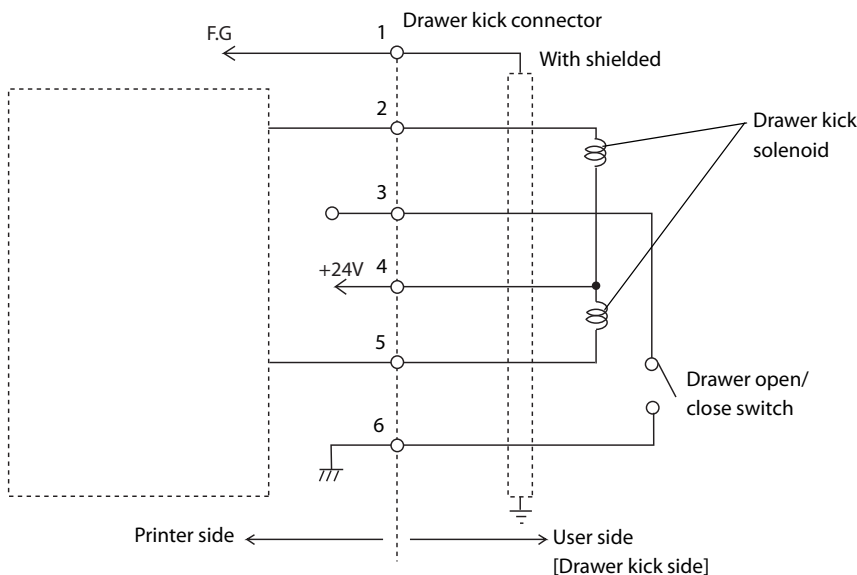 Drawer kick connector
F.G
1
With shielded
2
Drawer kick
solenoid
3
+24V
4
5
Drawer open/
close switch
6
Printer side
User side
[Drawer kick side]